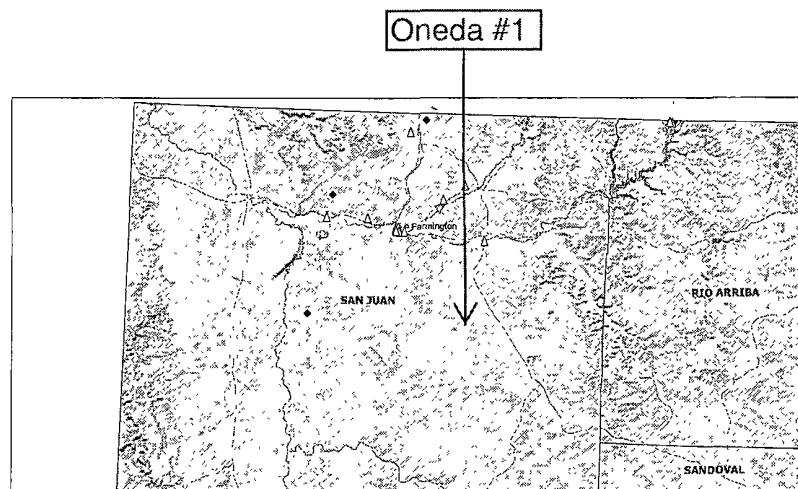 Oneda #1
Farmington
SAN JUAN
RIO ARRIBA
SANDOVAL